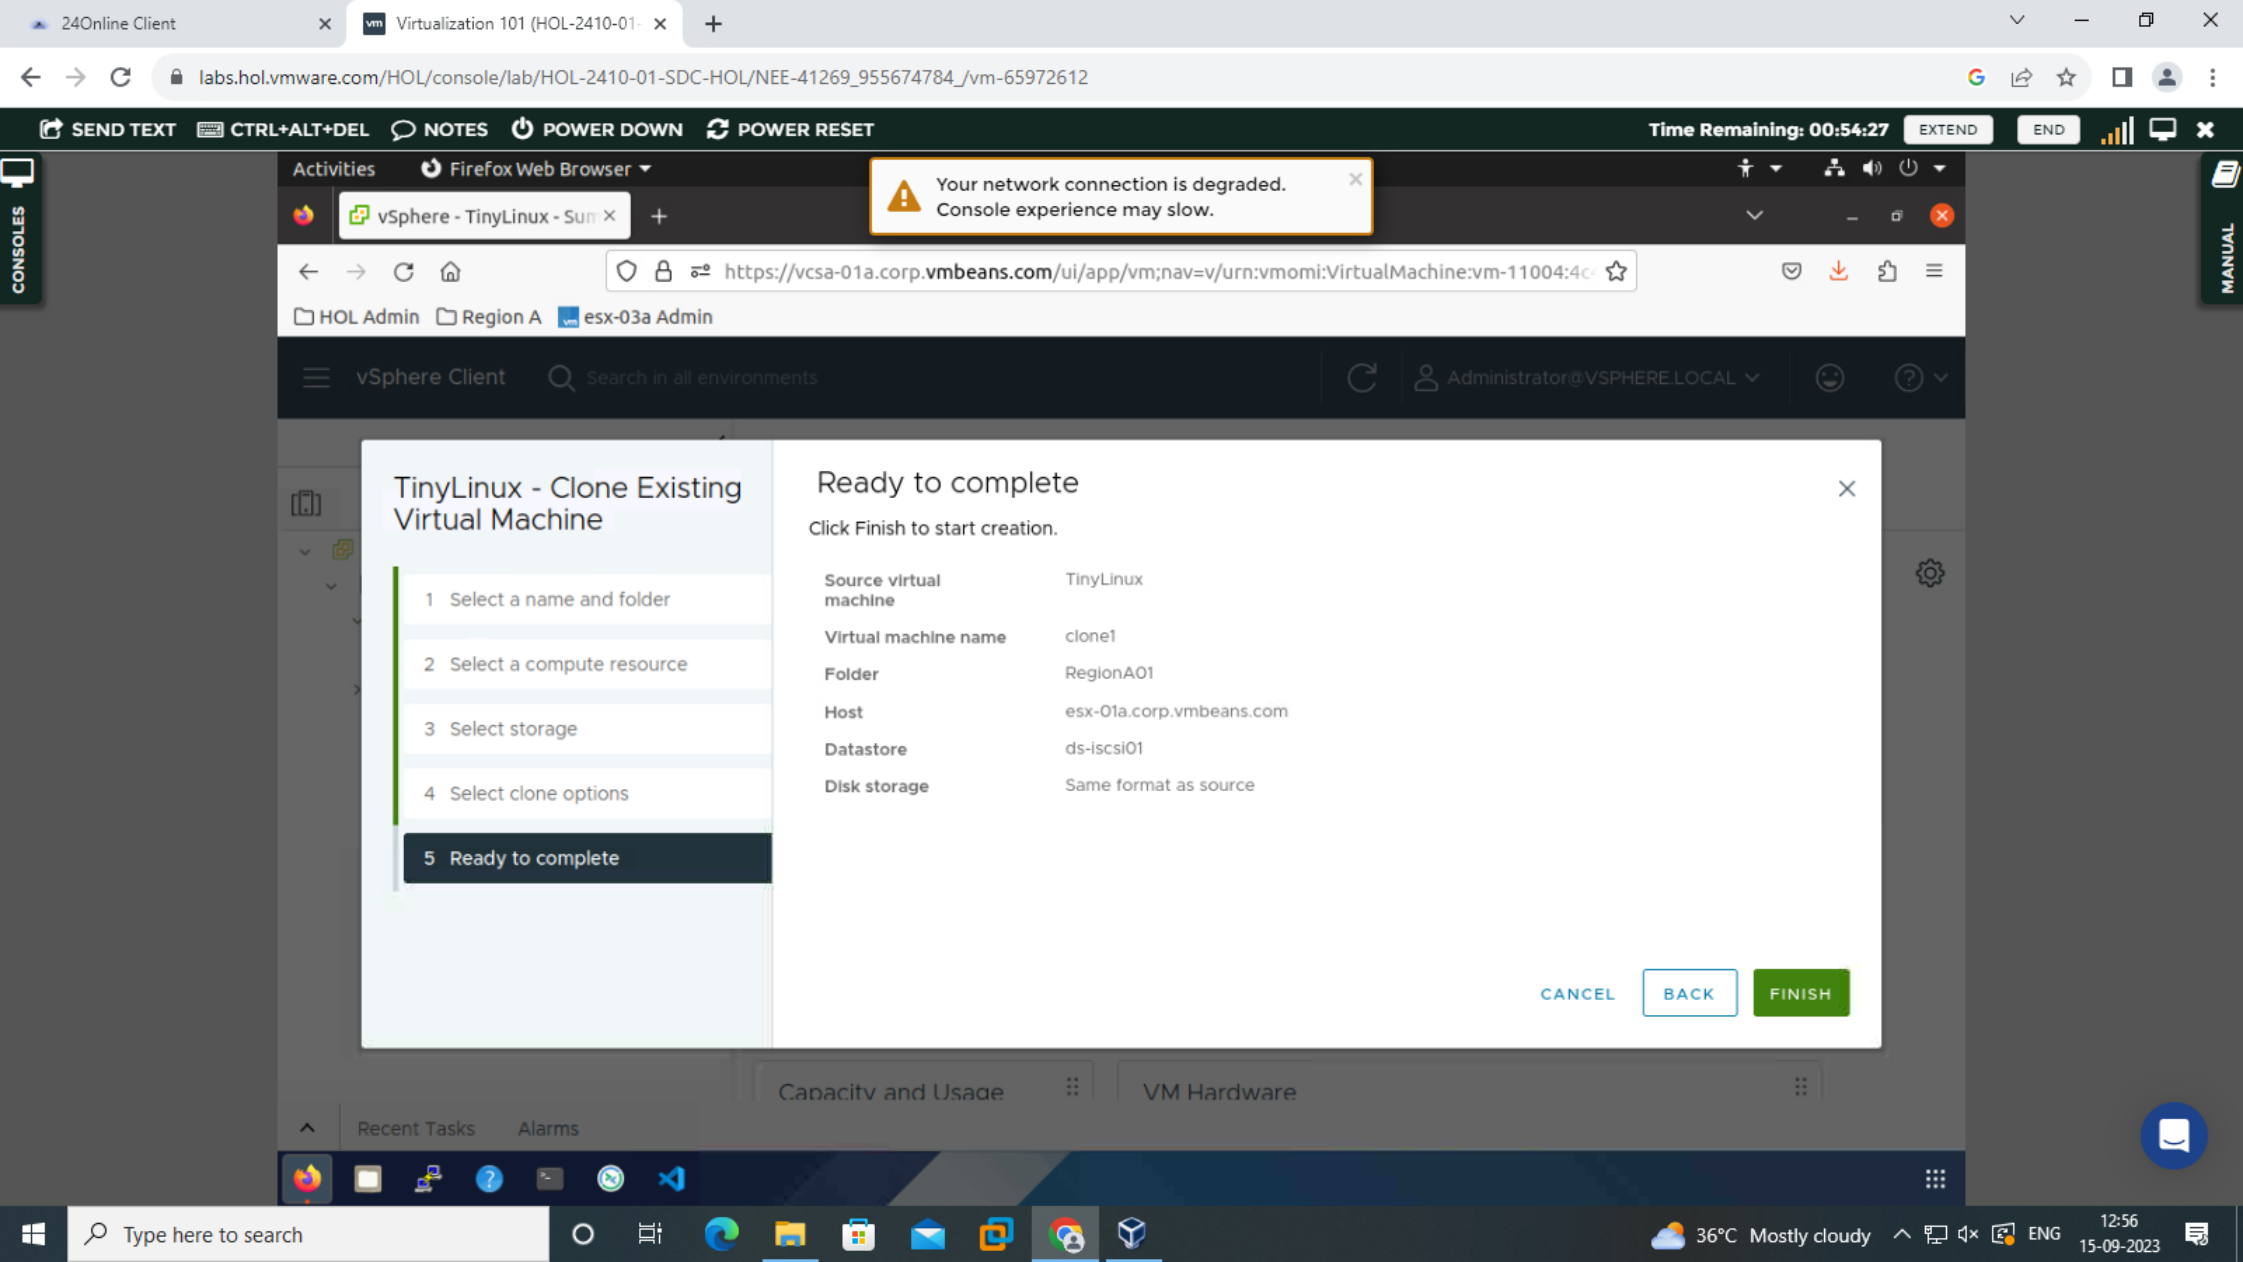 24Online Client
Virtualization 101 (HOL-2410-01-
labs.hol.vmware.com/HOL/console/lab/HOL-2410-01-SDC-HOL/NEE-41269_955674784_/vm-65972612
SEND TEXT CTRL+ALT+DEL NOTES POWER DOWN POWER RESET Time Remaining: 00:54:27 EXTEND END
CONSOLES
MANUAL
Activities Firefox Web Browser
Your network connection is degraded.
Console experience may slow.
vSphere - TinyLinux - Sum
https://vcsa-01a.corp.vmbeans.com/ui/app/vm;nav=v/urn:vmomi:VirtualMachine:vm-11004:4c
HOL Admin Region A vm esx-03a Admin
vSphere Client Search in all environments Administrator@VSPHERE.LOCAL
TinyLinux - Clone Existing
Virtual Machine
1 Select a name and folder
2 Select a compute resource
3 Select storage
4 Select clone options
5 Ready to complete
Ready to complete
Click Finish to start creation.
Source virtual machine TinyLinux
Virtual machine name clone1
Folder RegionA01
Host esx-01a.corp.vmbeans.com
Datastore ds-iscsi01
Disk storage Same format as source
CANCEL BACK FINISH
Capacity and Usage VM Hardware
Recent Tasks Alarms
Type here to search
36°C Mostly cloudy ENG
12:56
15-09-2023